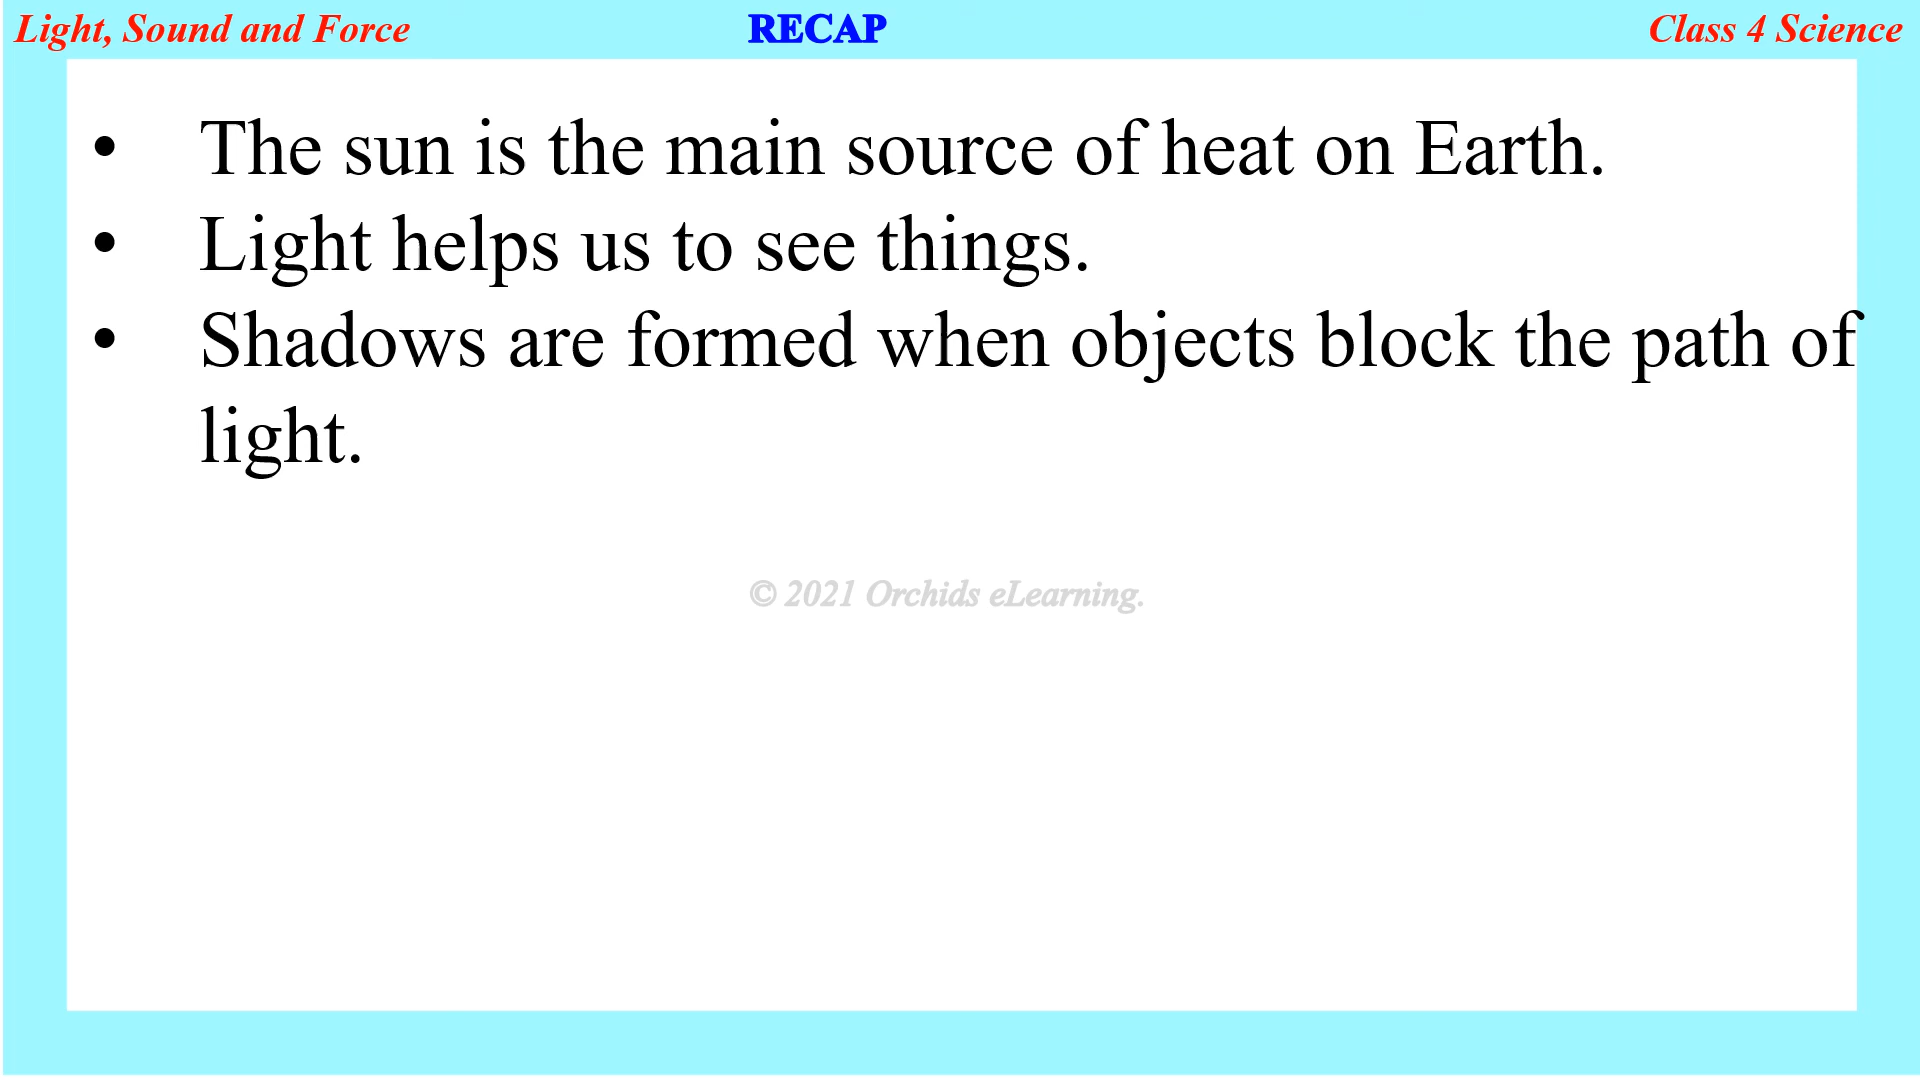 Light, Sound and Force RECAP Class 4 Science
• The sun is the main source of heat on Earth.
• Light helps us to see things.
• Shadows are formed when objects block the path of
light.
© 2021 Orchids eLearning.